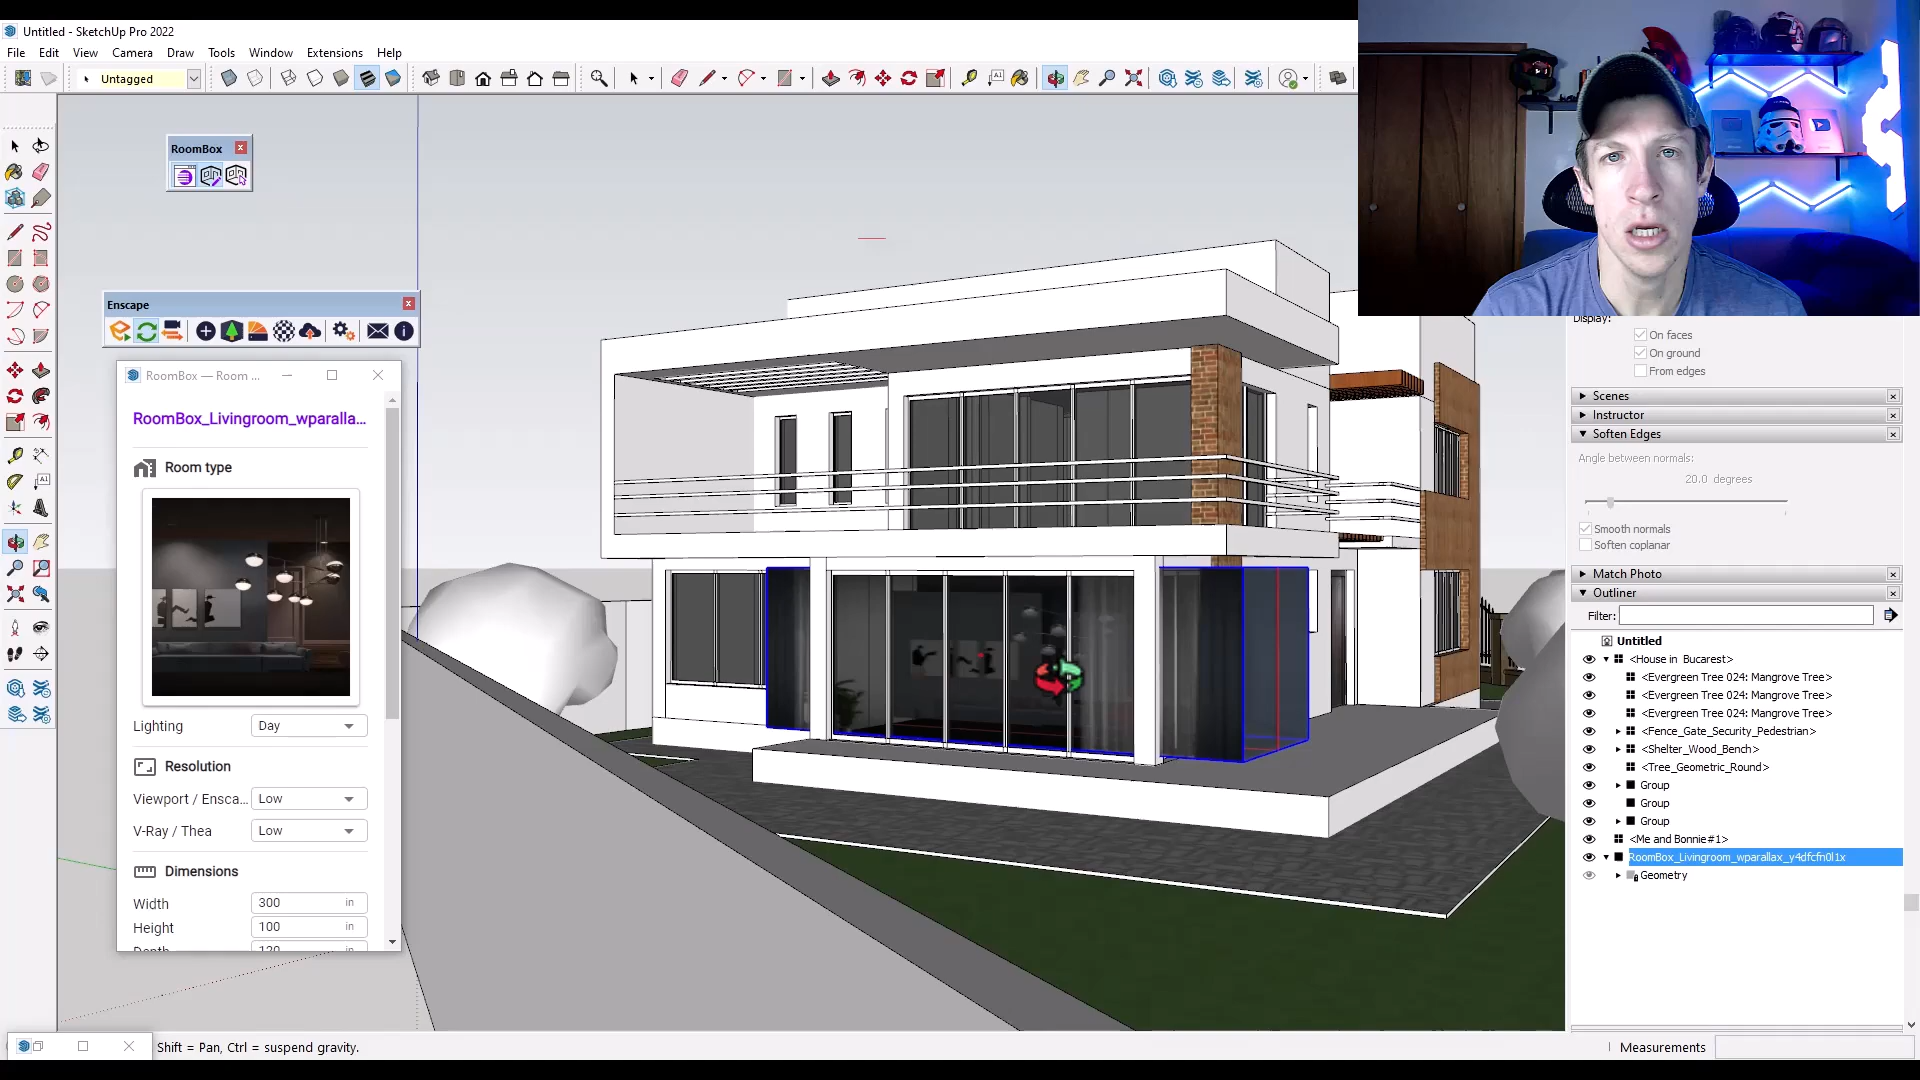 Untitled - SketchUp Pro 2022
File Edit View Camera Draw Tools Window Extensions Help
Untagged
RoomBox
Enscape
RoomBox — Room ...
RoomBox_Livingroom_wparalla...
Room type
Lighting Day
Resolution
Viewport / Ensca... Low
V-Ray / Thea Low
Dimensions
Width 300 in
Height 100 in
Depth 120 in
Display:
On faces
On ground
From edges
Scenes
Instructor
Soften Edges
Angle between normals:
20.0 degrees
Smooth normals
Soften coplanar
Match Photo
Outliner
Filter:
Untitled
<House in Bucarest>
<Evergreen Tree 024: Mangrove Tree>
<Evergreen Tree 024: Mangrove Tree>
<Evergreen Tree 024: Mangrove Tree>
<Fence_Gate_Security_Pedestrian>
<Shelter_Wood_Bench>
<Tree_Geometric_Round>
Group
Group
Group
<Me and Bonnie#1>
RoomBox_Livingroom_wparallax_y4dfcfn0l1x
Geometry
Shift = Pan, Ctrl = suspend gravity.
Measurements